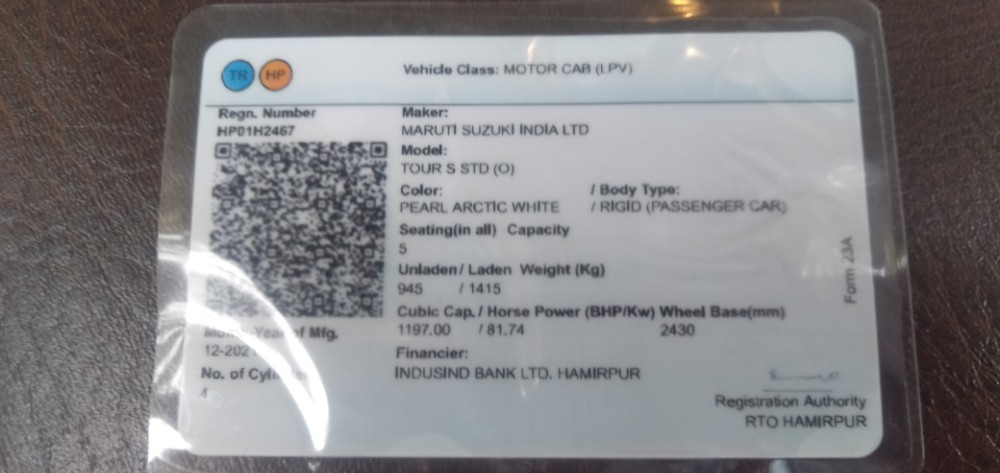 TR HP Vehicle Class: MOTOR CAB (LPV)
Regn. Number
HP01H2467
Maker:
MARUTI SUZUKI INDIA LTD
Model:
TOUR S STD (O)
Color: / Body Type:
PEARL ARCTIC WHITE / RIGID (PASSENGER CAR)
Seating(in all) Capacity
5
Unladen / Laden Weight (Kg)
945 / 1415
Cubic Cap. / Horse Power (BHP/Kw) Wheel Base(mm)
1197.00 / 81.74 2430
of Mfg.
Financier:
INDUSIND BANK LTD. HAMIRPUR
No. of
4
Form 23A
Registration Authority
RTO HAMIRPUR